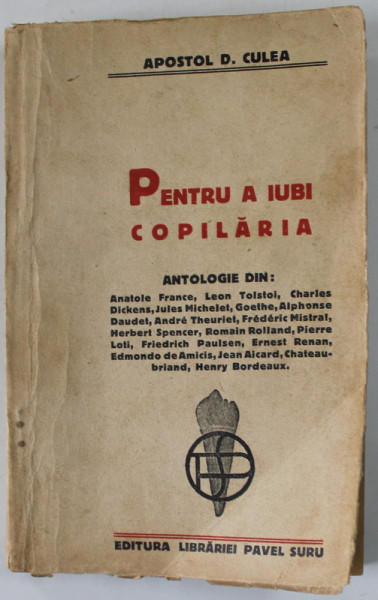 APOSTOL D. CULEA
PENTRU A IUBI
COPILĂRIA
ANTOLOGIE DIN:
Anatole France, Leon Tolstoi, Charles
Dickens, Jules Michelet, Goethe, Alphonse
Daudet, André Theuriet, Frédéric Mistral,
Herbert Spencer, Romain Rolland, Pierre
Loti, Friedrich Paulsen, Ernest Renan,
Edmondo de Amicis, Jean Aicard, Chateau-
briand, Henry Bordeaux.
EDITURA LIBRĂRIEI PAVEL SURU